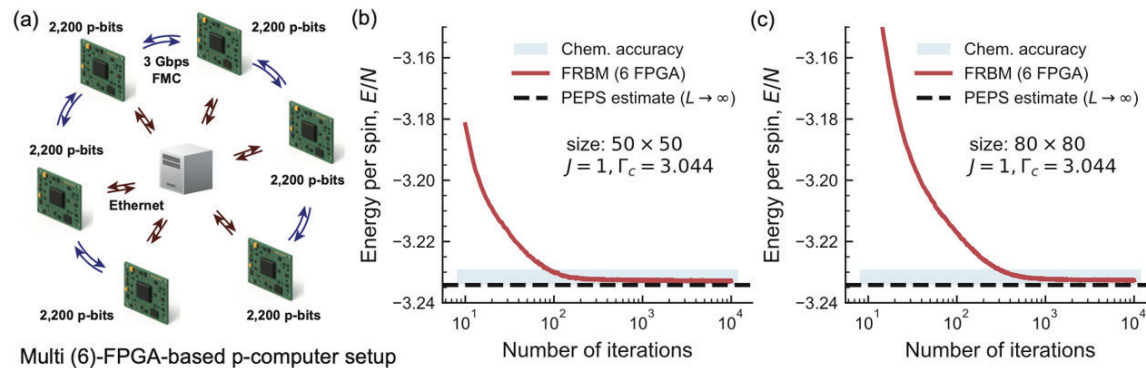 (a)
2,200 p-bits
2,200 p-bits
3 Gbps
FMC
2,200 p-bits
2,200 p-bits
Ethernet
2,200 p-bits
2,200 p-bits
Multi (6)-FPGA-based p-computer setup
(b)
Energy per spin, E/N
−3.16
−3.18
−3.20
−3.22
−3.24
Chem. accuracy
FRBM (6 FPGA)
PEPS estimate (L → ∞)
size: 50 × 50
J = 1, Γc = 3.044
10¹
10²
10³
10⁴
Number of iterations
(c)
Energy per spin, E/N
−3.16
−3.18
−3.20
−3.22
−3.24
Chem. accuracy
FRBM (6 FPGA)
PEPS estimate (L → ∞)
size: 80 × 80
J = 1, Γc = 3.044
10¹
10²
10³
10⁴
Number of iterations